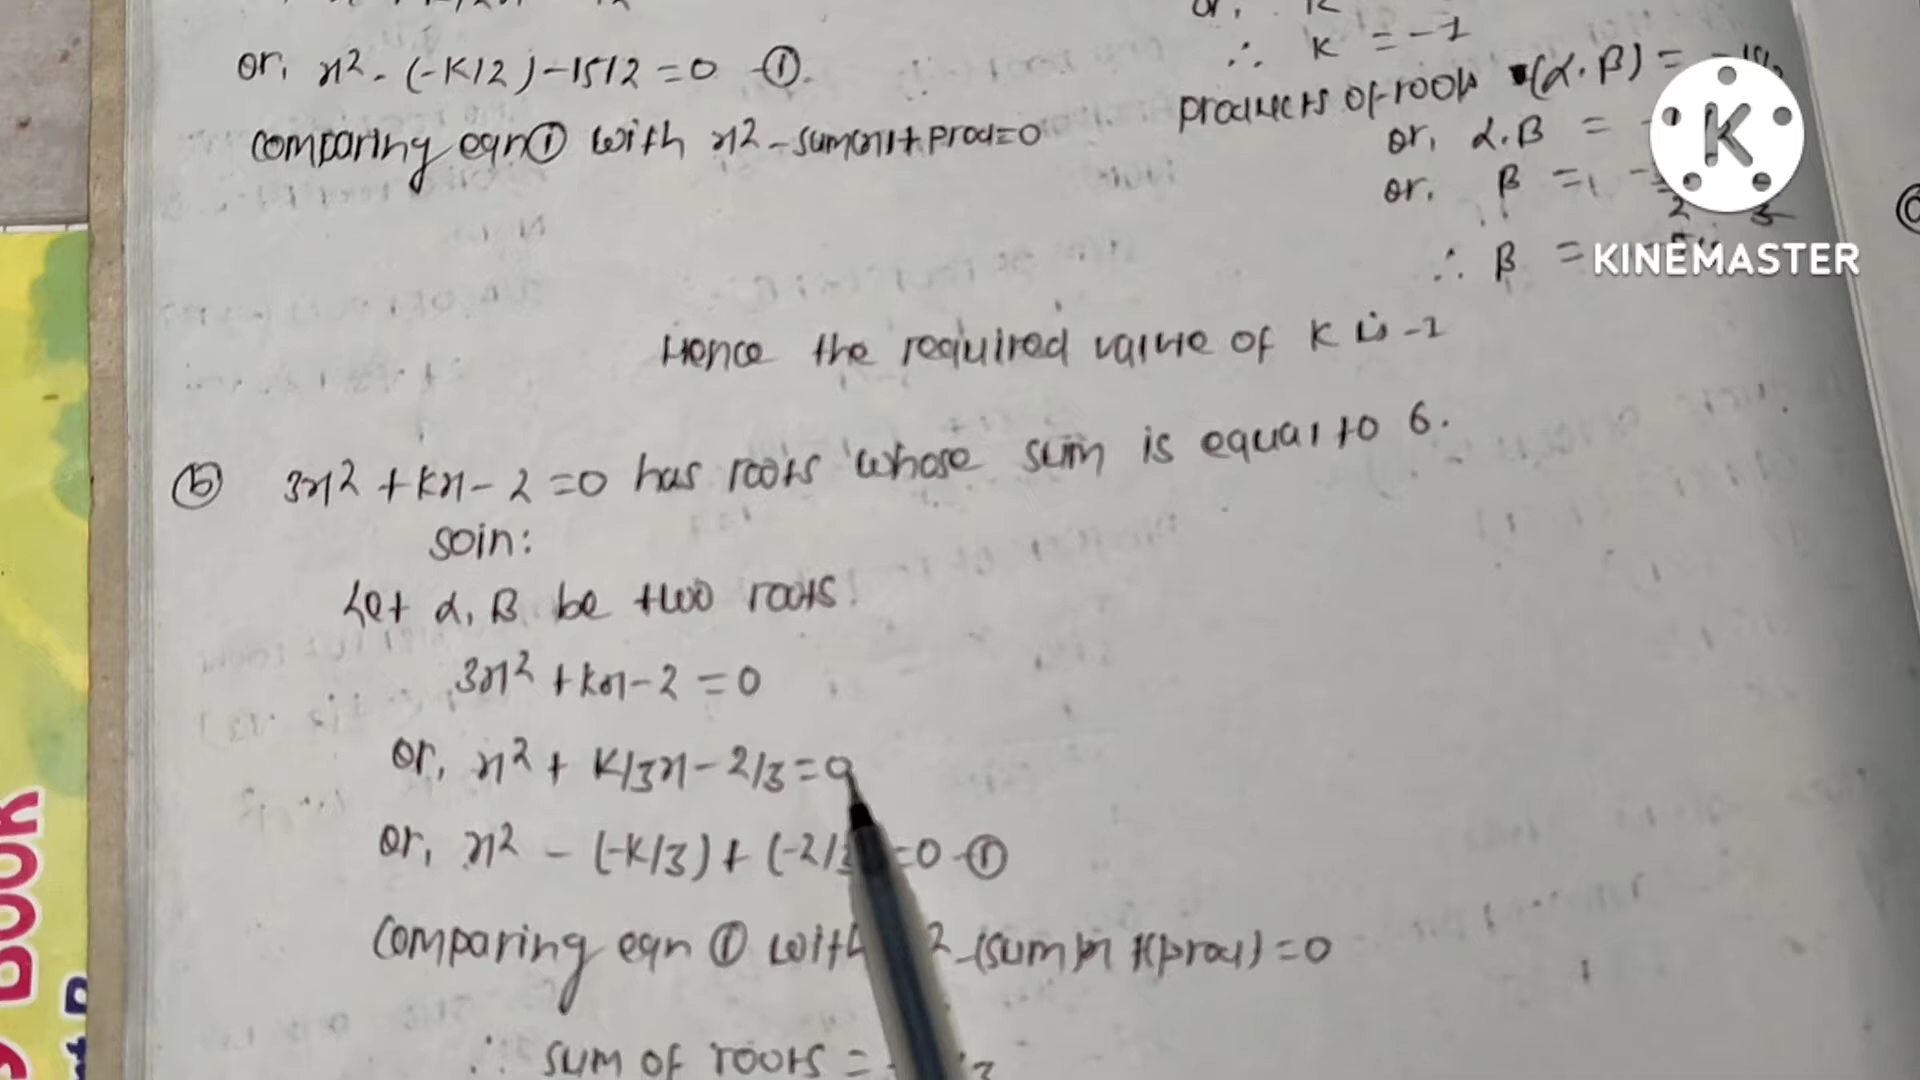 or, x² - (-K/2) - 15/2 = 0 - ①
comparing eqn ① with x² - sum(x) + prod = 0
∴ K = -1
products of roots (α.β) =
or, α.β =
or, β =
∴ β =
Hence the required value of K is -1
ⓑ 3x² + kx - 2 = 0 has roots whose sum is equal to 6.
soln:
Let α, β be two roots.
3x² + kx - 2 = 0
or, x² + K/3x - 2/3 = 0
or, x² - (-K/3) + (-2/3) = 0 - ①
Comparing eqn ① with x² - (sum)x + (prod) = 0
∴ sum of roots =
K
KINEMASTER
BOOK